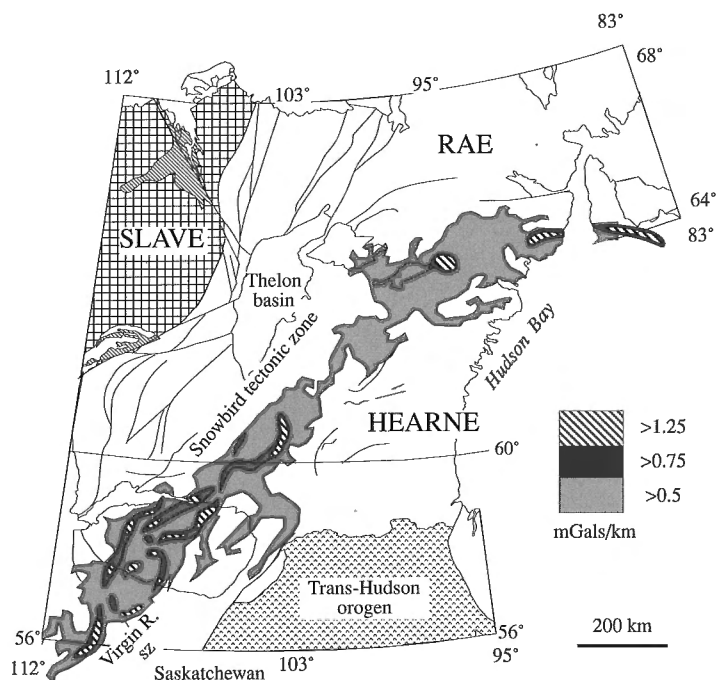 83°
68°
112°
103°
95°
RAE
64°
83°
SLAVE
Thelon
basin
Snowbird tectonic zone
Hudson Bay
HEARNE
>1.25
>0.75
>0.5
mGals/km
60°
Trans-Hudson
orogen
56°
112°
Virgin R.
sz
Saskatchewan
103°
56°
95°
200 km